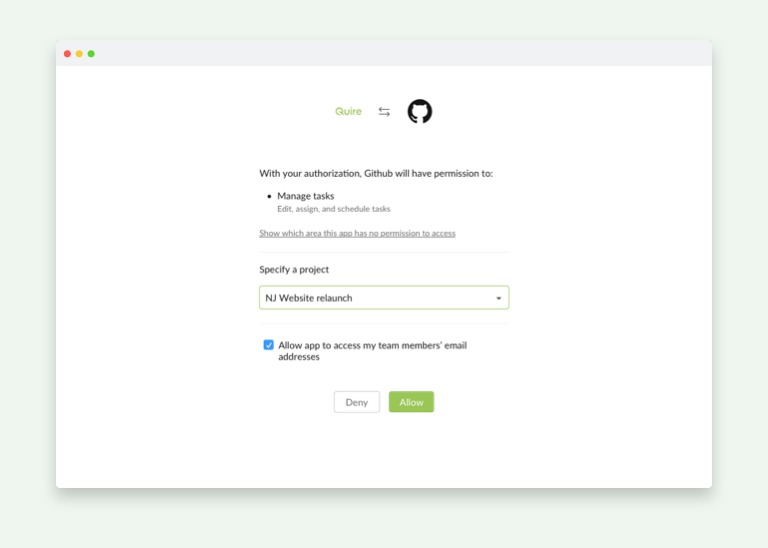 Quire
With your authorization, Github will have permission to:
• Manage tasks
Edit, assign, and schedule tasks
Show which area this app has no permission to access
Specify a project
NJ Website relaunch
Allow app to access my team members’ email
addresses
Deny
Allow